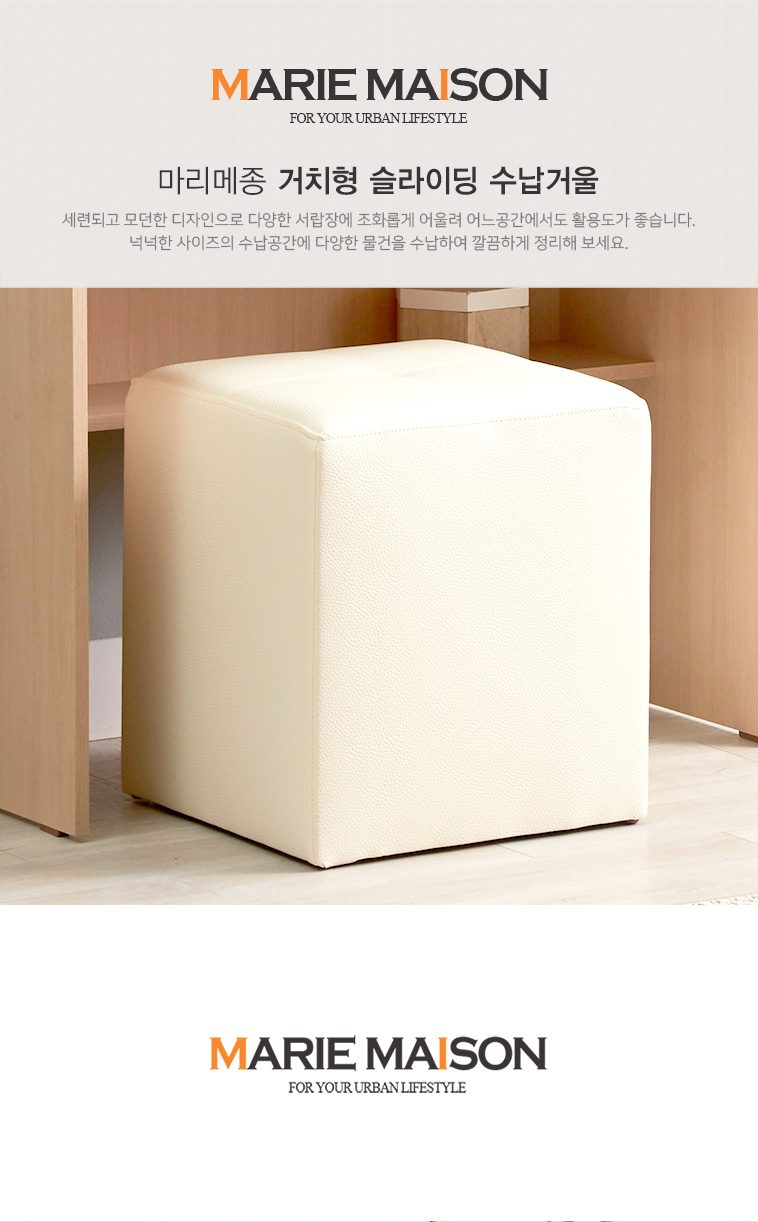 MARIE MAISON
FOR YOUR URBAN LIFESTYLE
마리메종 거치형 슬라이딩 수납거울
세련되고 모던한 디자인으로 다양한 서랍장에 조화롭게 어울려 어느공간에서도 활용도가 좋습니다.
넉넉한 사이즈의 수납공간에 다양한 물건을 수납하여 깔끔하게 정리해 보세요.
MARIE MAISON
FOR YOUR URBAN LIFESTYLE